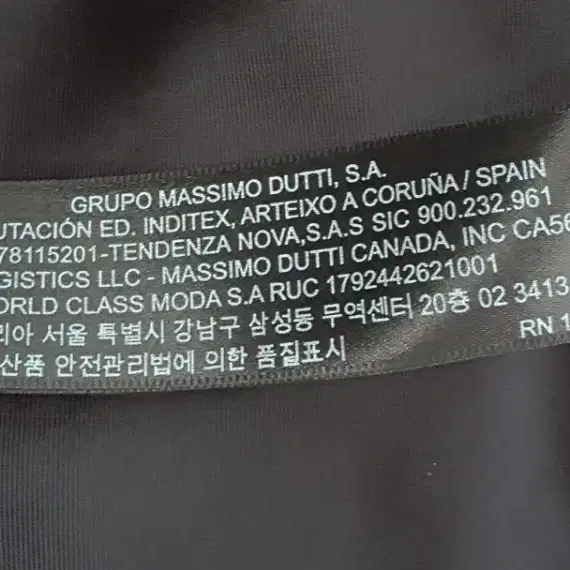 GRUPO MASSIMO DUTTI, S.A.
UTACIÓN ED. INDITEX, ARTEIXO A CORUÑA / SPAIN
78115201-TENDENZA NOVA,S.A.S SIC 900.232.961
GISTICS LLC - MASSIMO DUTTI CANADA, INC CA56
ORLD CLASS MODA S.A RUC 1792442621001
리아 서울 특별시 강남구 삼성동 무역센터 20층 02 3413
산품 안전관리법에 의한 품질표시
RN 1